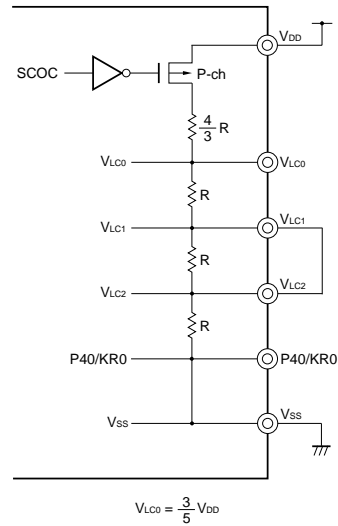 VDD
SCOC
P-ch
4/3 R
VLC0
VLC0
R
VLC1
VLC1
R
VLC2
VLC2
R
P40/KR0
P40/KR0
VSS
VSS
VLC0 = 3/5 VDD